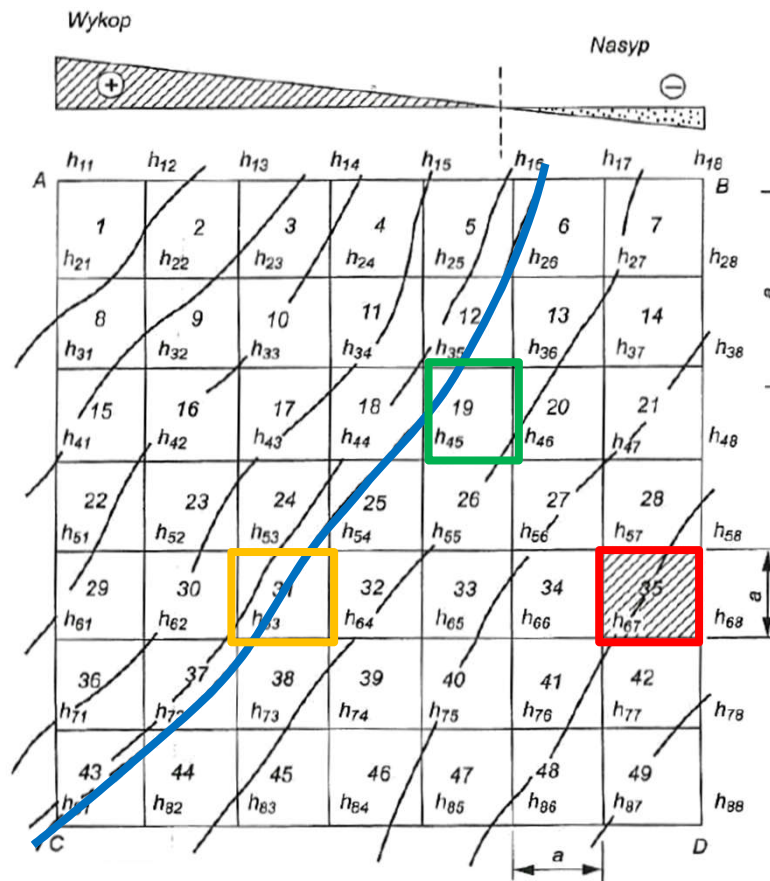 Wykop
Nasyp
+
−
h₁₁ h₁₂ h₁₃ h₁₄ h₁₅ h₁₆ h₁₇ h₁₈
A B
1 2 3 4 5 6 7
h₂₁ h₂₂ h₂₃ h₂₄ h₂₅ h₂₆ h₂₇ h₂₈
8 9 10 11 12 13 14
h₃₁ h₃₂ h₃₃ h₃₄ h₃₅ h₃₆ h₃₇ h₃₈
15 16 17 18 19 20 21
h₄₁ h₄₂ h₄₃ h₄₄ h₄₅ h₄₆ h₄₇ h₄₈
22 23 24 25 26 27 28
h₅₁ h₅₂ h₅₃ h₥₄ h₅₅ h₅₆ h₅₇ h₅₈
29 30 31 32 33 34 35
a
h₆₁ h₆₂ h₆₃ h₆₄ h₆₅ h₆₆ h₆₇ h₆₈
36 37 38 39 40 41 42
h₇₁ h₇₂ h₇₃ h₇₄ h₇₅ h₇₆ h₇₇ h₇₈
43 44 45 46 47 48 49
h₈₁ h₈₂ h₈₃ h₈₄ h₈₅ h₈₆ h₈₇ h₈₈
C D
a